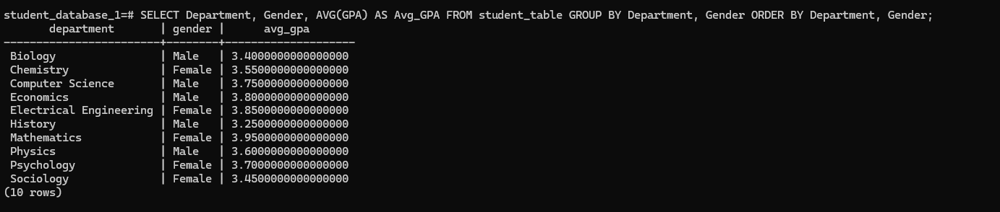 student_database_1=# SELECT Department, Gender, AVG(GPA) AS Avg_GPA FROM student_table GROUP BY Department, Gender ORDER BY Department, Gender;
       department       | gender |      avg_gpa
------------------------+--------+--------------------
 Biology                | Male   | 3.4000000000000000
 Chemistry              | Female | 3.5500000000000000
 Computer Science       | Male   | 3.7500000000000000
 Economics              | Male   | 3.8000000000000000
 Electrical Engineering | Female | 3.8500000000000000
 History                | Male   | 3.2500000000000000
 Mathematics            | Female | 3.9500000000000000
 Physics                | Male   | 3.6000000000000000
 Psychology             | Female | 3.7000000000000000
 Sociology              | Female | 3.4500000000000000
(10 rows)